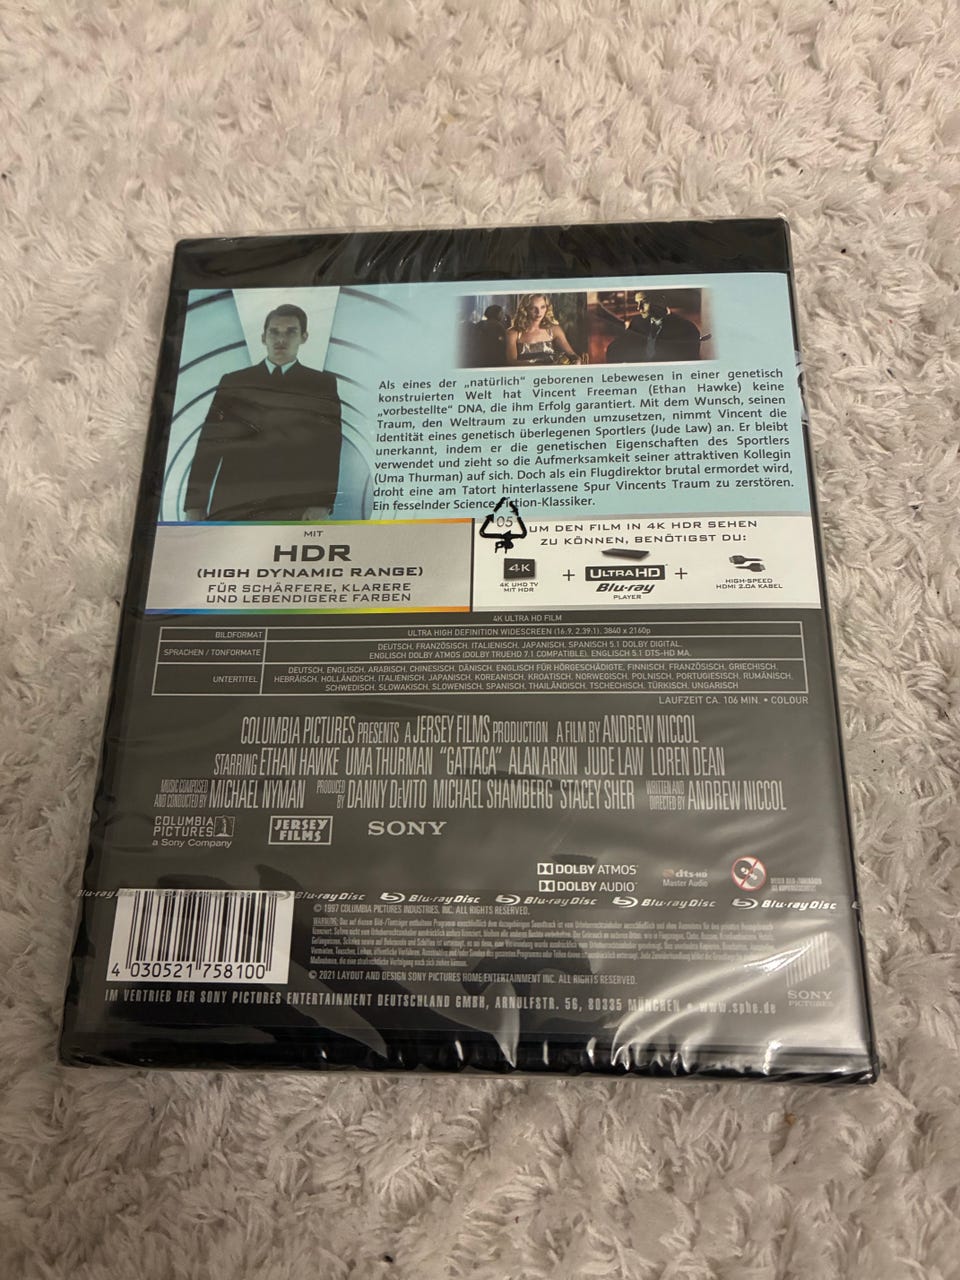 Als eines der „natürlich“ geborenen Lebewesen in einer genetisch
konstruierten Welt hat Vincent Freeman (Ethan Hawke) keine
„vorbestellte“ DNA, die ihm Erfolg garantiert. Mit dem Wunsch, seinen
Traum, den Weltraum zu erkunden umzusetzen, nimmt Vincent die
Identität eines genetisch überlegenen Sportlers (Jude Law) an. Er bleibt
unerkannt, indem er die genetischen Eigenschaften des Sportlers
verwendet und zieht so die Aufmerksamkeit seiner attraktiven Kollegin
(Uma Thurman) auf sich. Doch als ein Flugdirektor brutal ermordet wird,
droht eine am Tatort hinterlassene Spur Vincents Traum zu zerstören.
Ein fesselnder Science-Fiction-Klassiker.
05
PP
MIT
HDR
(HIGH DYNAMIC RANGE)
FÜR SCHÄRFERE, KLARERE
UND LEBENDIGERE FARBEN
UM DEN FILM IN 4K HDR SEHEN
ZU KÖNNEN, BENÖTIGST DU:
4K
4K UHD TV
MIT HDR
+
ULTRA HD
Blu-ray
PLAYER
+
HIGH-SPEED
HDMI 2.0A KABEL
4K ULTRA HD FILM
BILDFORMAT
ULTRA HIGH DEFINITION WIDESCREEN (16:9, 2.39:1), 3840 x 2160p
SPRACHEN / TONFORMATE
DEUTSCH, FRANZÖSISCH, ITALIENISCH, JAPANISCH, SPANISCH 5.1 DOLBY DIGITAL,
ENGLISCH DOLBY ATMOS (DOLBY TRUEHD 7.1 COMPATIBLE), ENGLISCH 5.1 DTS-HD MA.
UNTERTITEL
DEUTSCH, ENGLISCH, ARABISCH, CHINESISCH, DÄNISCH, ENGLISCH FÜR HÖRGESCHÄDIGTE, FINNISCH, FRANZÖSISCH, GRIECHISCH,
HEBRÄISCH, HOLLÄNDISCH, ITALIENISCH, JAPANISCH, KOREANISCH, KROATISCH, NORWEGISCH, POLNISCH, PORTUGIESISCH, RUMÄNISCH,
SCHWEDISCH, SLOWAKISCH, SLOWENISCH, SPANISCH, THAILÄNDISCH, TSCHECHISCH, TÜRKISCH, UNGARISCH
LAUFZEIT CA. 106 MIN. • COLOUR
COLUMBIA PICTURES PRESENTS A JERSEY FILMS PRODUCTION A FILM BY ANDREW NICCOL
STARRING ETHAN HAWKE UMA THURMAN "GATTACA" ALAN ARKIN JUDE LAW LOREN DEAN
MUSIC COMPOSED AND CONDUCTED BY MICHAEL NYMAN PRODUCED BY DANNY DeVITO MICHAEL SHAMBERG STACEY SHER WRITTEN AND DIRECTED BY ANDREW NICCOL
COLUMBIA
PICTURES
a Sony Company
JERSEY
FILMS
SONY
DOLBY ATMOS
DOLBY AUDIO
dts-HD
Master Audio
Blu-ray Disc Blu-ray Disc Blu-ray Disc Blu-ray Disc Blu-ray Disc
4 030521 758100
© 1997 COLUMBIA PICTURES INDUSTRIES, INC. ALL RIGHTS RESERVED.
© 2021 LAYOUT AND DESIGN SONY PICTURES HOME ENTERTAINMENT INC. ALL RIGHTS RESERVED.
SONY
PICTURES
IM VERTRIEB DER SONY PICTURES ENTERTAINMENT DEUTSCHLAND GMBH, ARNULFSTR. 56, 80335 MÜNCHEN • www.sphe.de